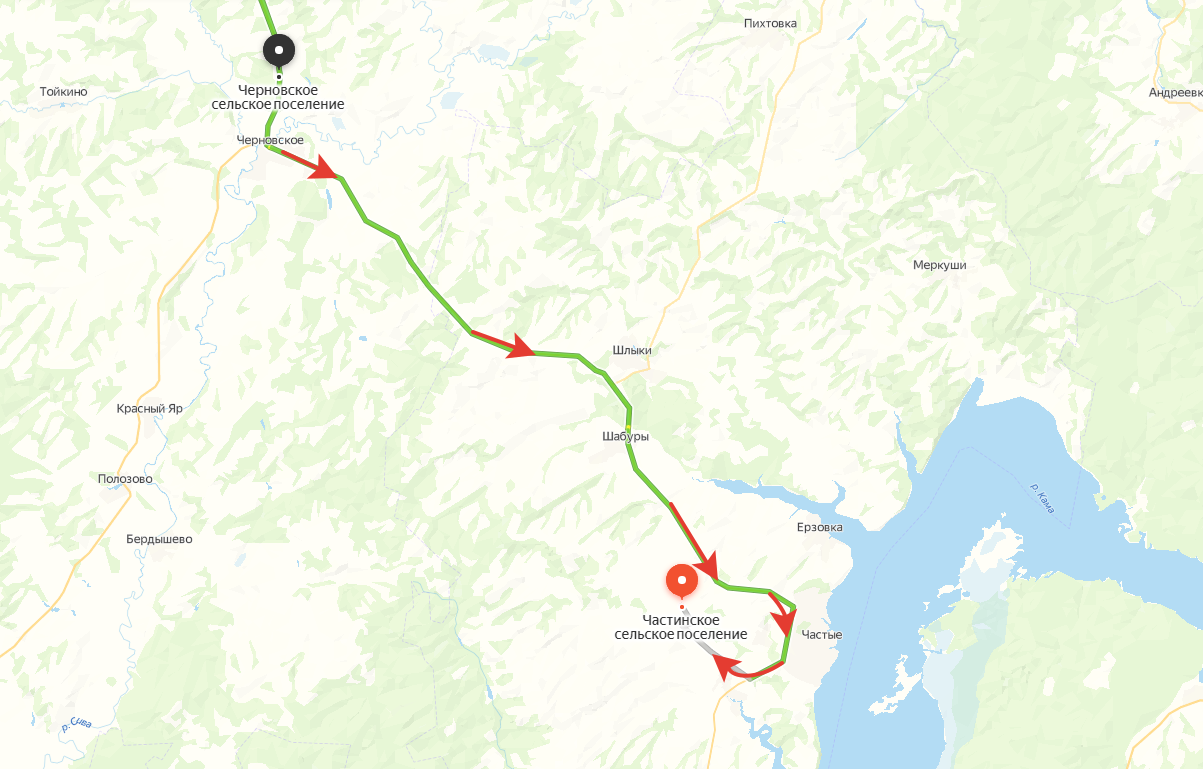 Пихтовка
Тойкино
Черновское
сельское поселение
Андреевк
Черновское
Меркуши
Шлыки
Красный Яр
Шабуры
Полозово
р. Кама
Ерзовка
Бердышево
Частинское
сельское поселение
Частые
р. Сива